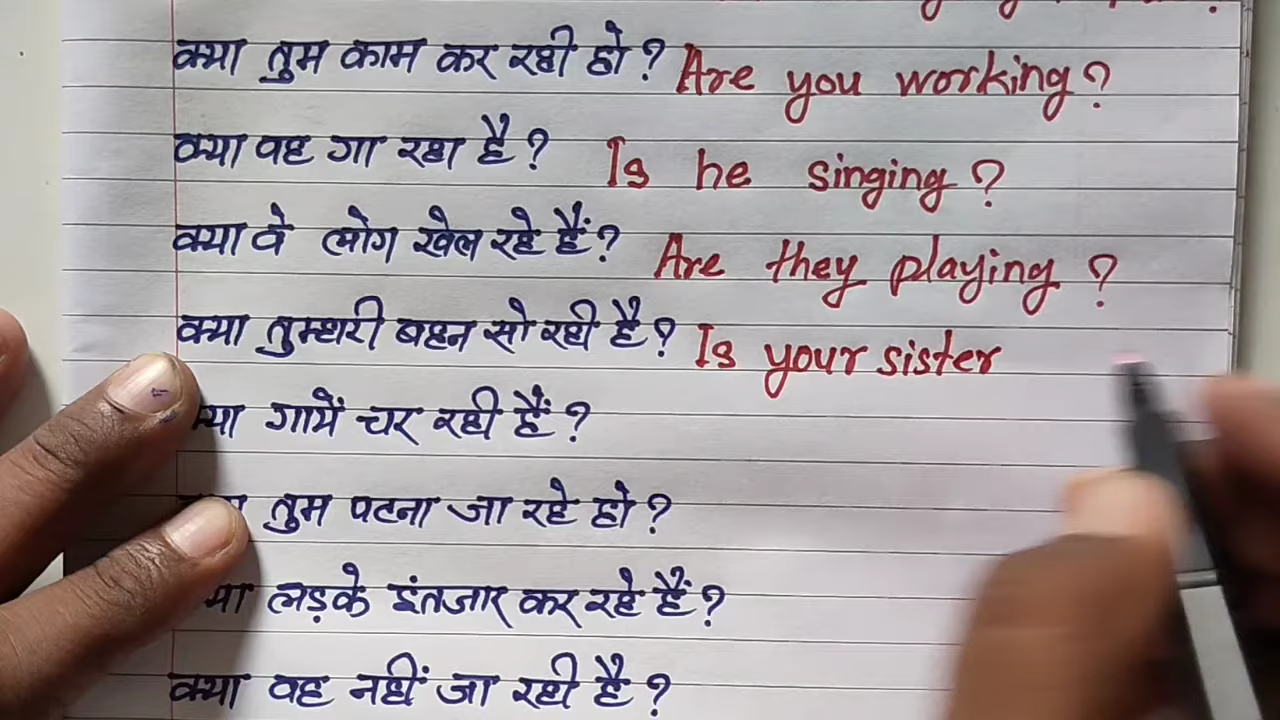 क्या तुम काम कर रही हो? Are you working?
क्या वह गा रहा है? Is he singing?
क्या वे लोग खेल रहे हैं? Are they playing?
क्या तुम्हारी बहन सो रही है? Is your sister
क्या गायें चर रही हैं?
तुम पटना जा रहे हो?
लड़के इंतजार कर रहे हैं?
क्या वह नहीं जा रही है?